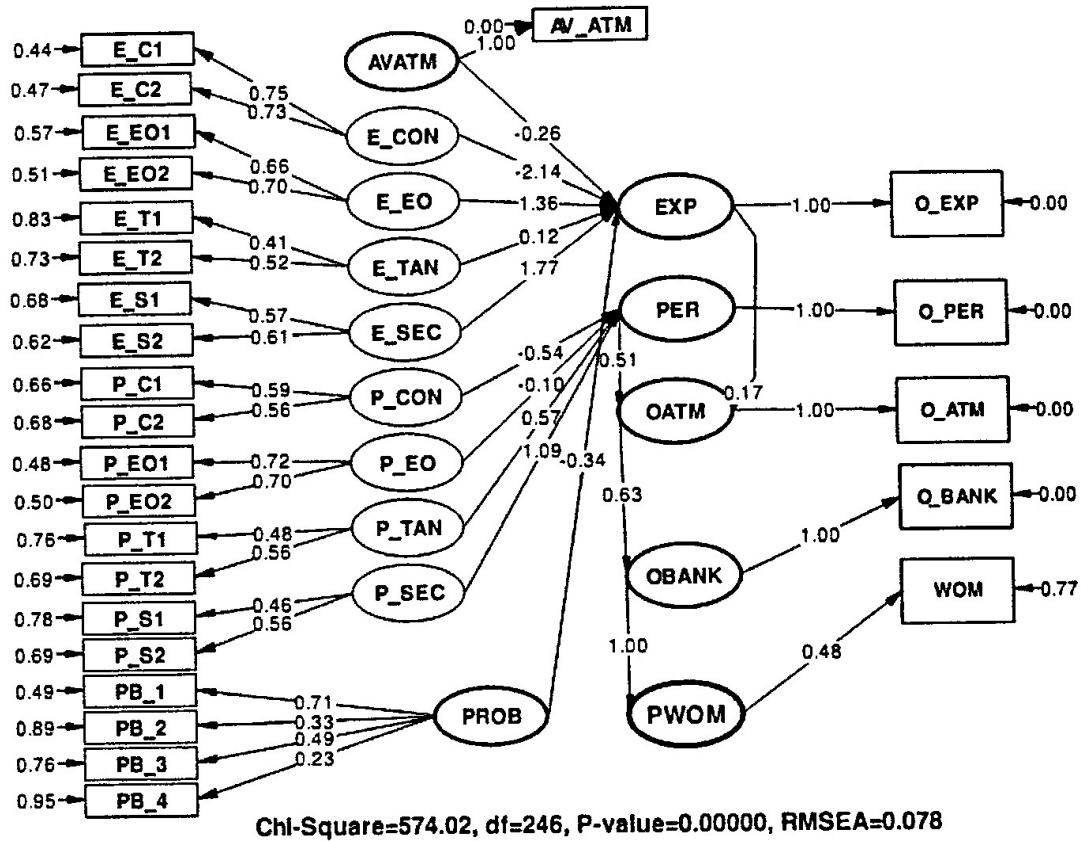 0.00 AV_ATM
1.00
0.44 E_C1 AVATM
0.47 E_C2 0.75
0.73
0.57 E_EO1 E_CON -0.26
0.66 -2.14
0.51 E_EO2 0.70
0.83 E_T1 E_EO 1.36 EXP 1.00 O_EXP 0.00
0.41 0.12
0.73 E_T2 0.52 E_TAN 1.77
0.68 E_S1
0.57 PER 1.00 O_PER 0.00
0.62 E_S2 0.61 E_SEC
0.66 P_C1 -0.54 0.51
0.59 P_CON -0.10 0.17
0.68 P_C2 0.56 0.57 OATM 1.00 O_ATM 0.00
0.48 P_EO1 0.72 P_EO 1.09 -0.34
0.50 P_EO2 0.70 0.63 O_BANK 0.00
0.76 P_T1 0.48 P_TAN 1.00
0.56
0.69 P_T2 OBANK
0.78 P_S1 0.46 P_SEC WOM 0.77
0.56
0.69 P_S2 1.00 0.48
0.49 PB_1 0.71
0.89 PB_2 0.33 PROB PWOM
0.49
0.76 PB_3 0.23
0.95 PB_4
Chi-Square=574.02, df=246, P-value=0.00000, RMSEA=0.078